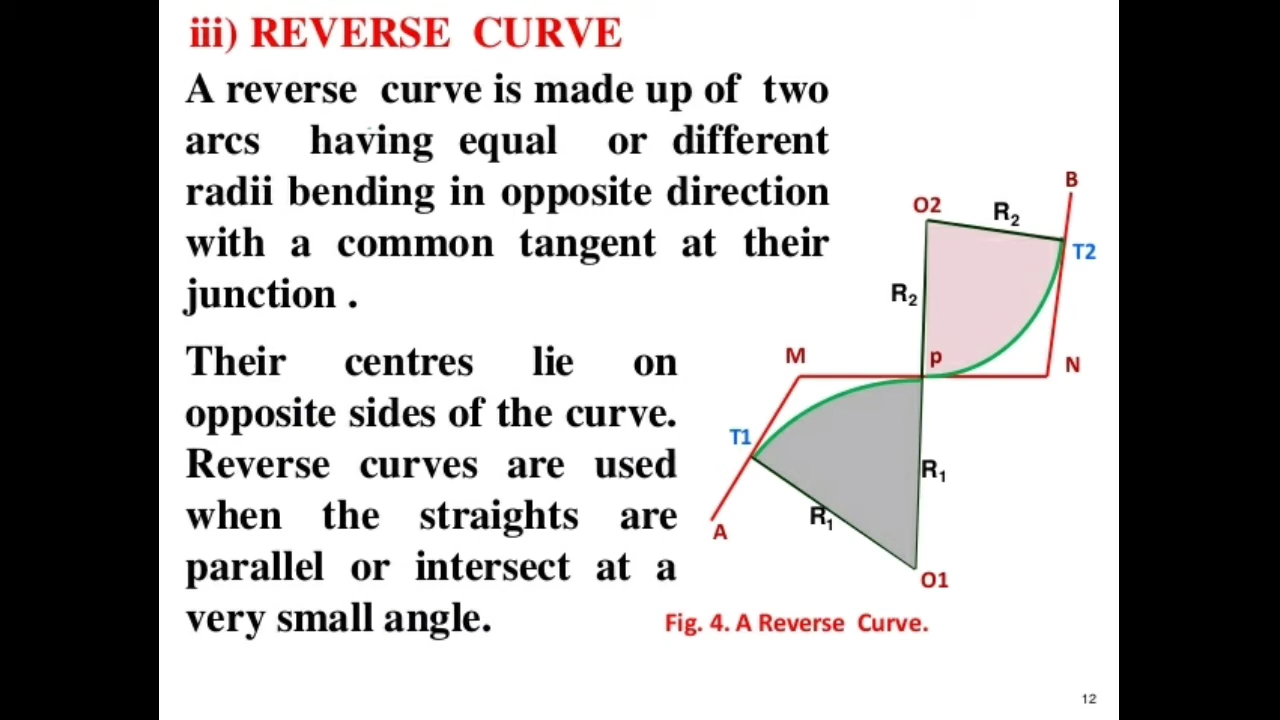 iii) REVERSE CURVE
A reverse curve is made up of two
arcs having equal or different
radii bending in opposite direction
with a common tangent at their
junction .
Their centres lie on
opposite sides of the curve.
Reverse curves are used
when the straights are
parallel or intersect at a
very small angle.
B
O2
R2
T2
R2
M
p
N
T1
R1
R1
A
O1
Fig. 4. A Reverse Curve.
12